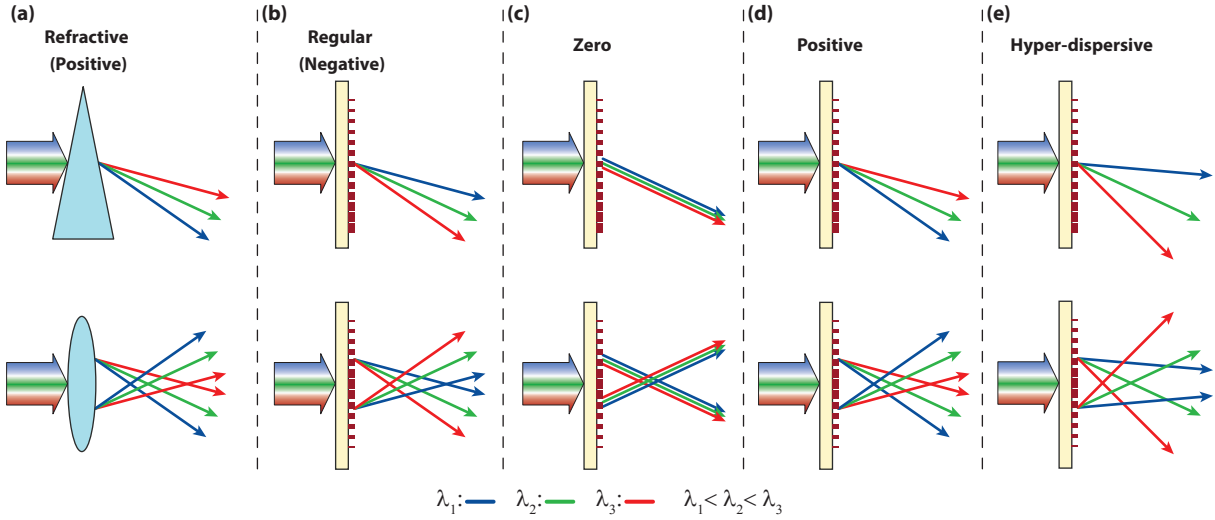 (a)
Refractive
(Positive)
(b)
Regular
(Negative)
(c)
Zero
(d)
Positive
(e)
Hyper-dispersive
λ₁: λ₂: λ₃: λ₁ < λ₂ < λ₃